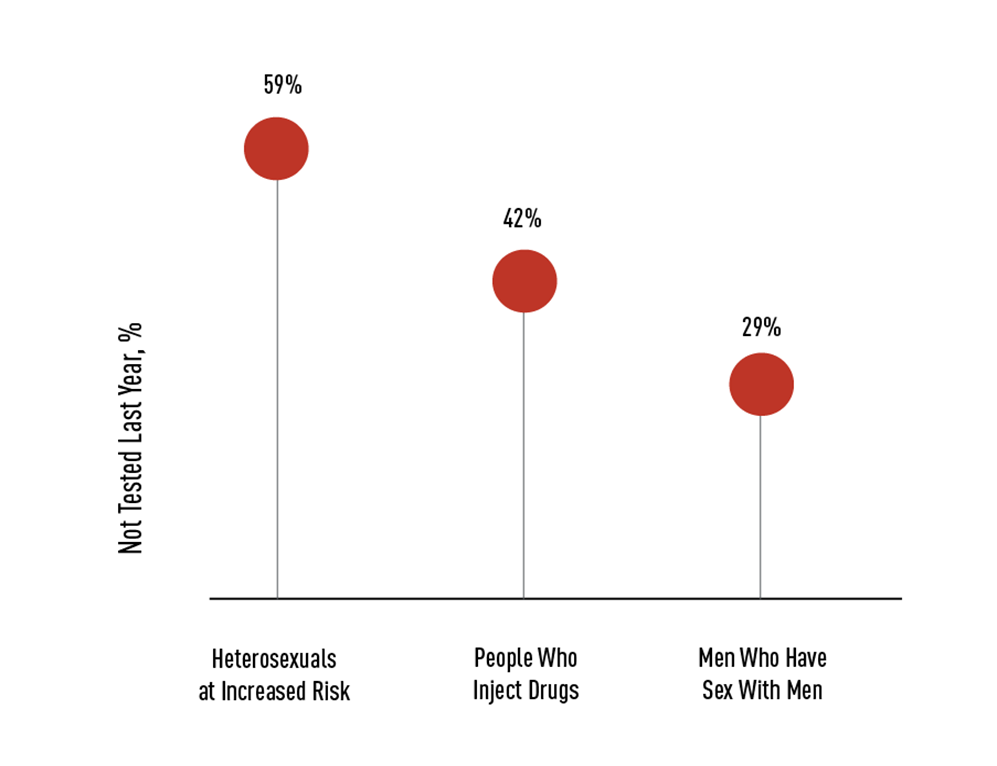 59%
42%
29%
Not Tested Last Year, %
Heterosexuals
at Increased Risk
People Who
Inject Drugs
Men Who Have
Sex With Men